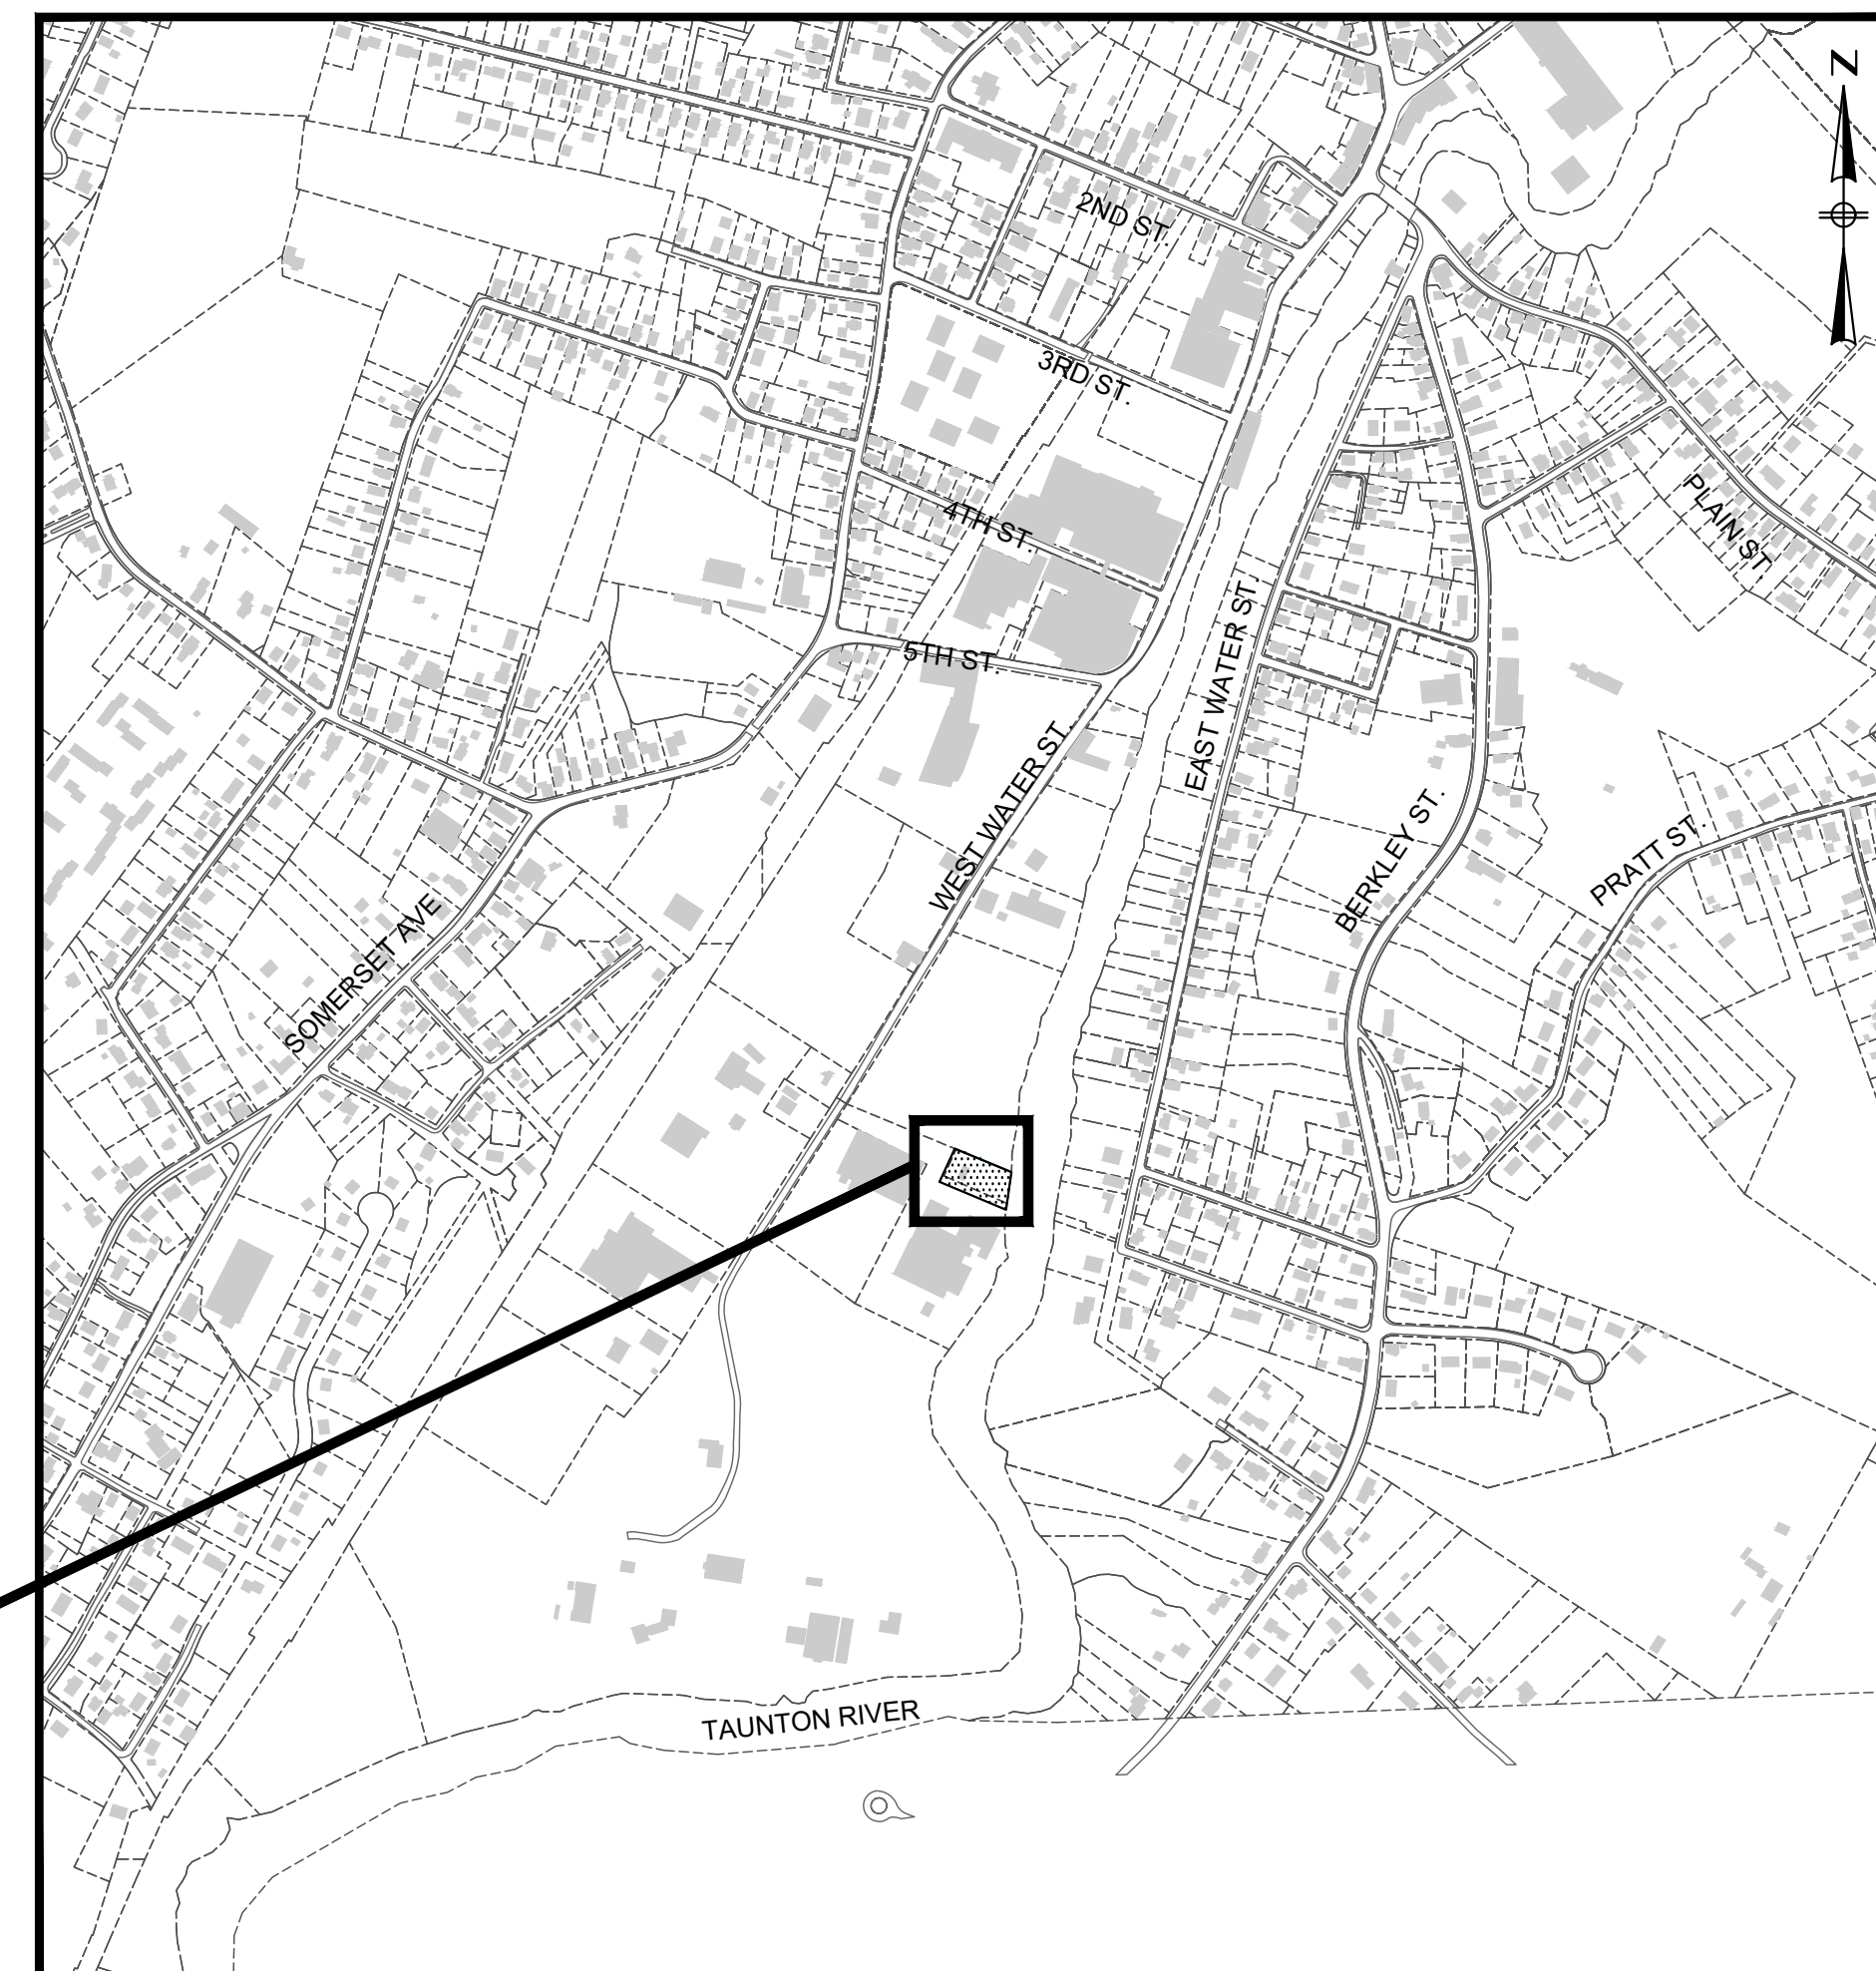 N
2ND ST.
3RD ST.
4TH ST.
PLAIN ST.
5TH ST.
EAST WATER ST.
WEST WATER ST.
BERKLEY ST.
PRATT ST.
SOMERSET AVE
TAUNTON RIVER